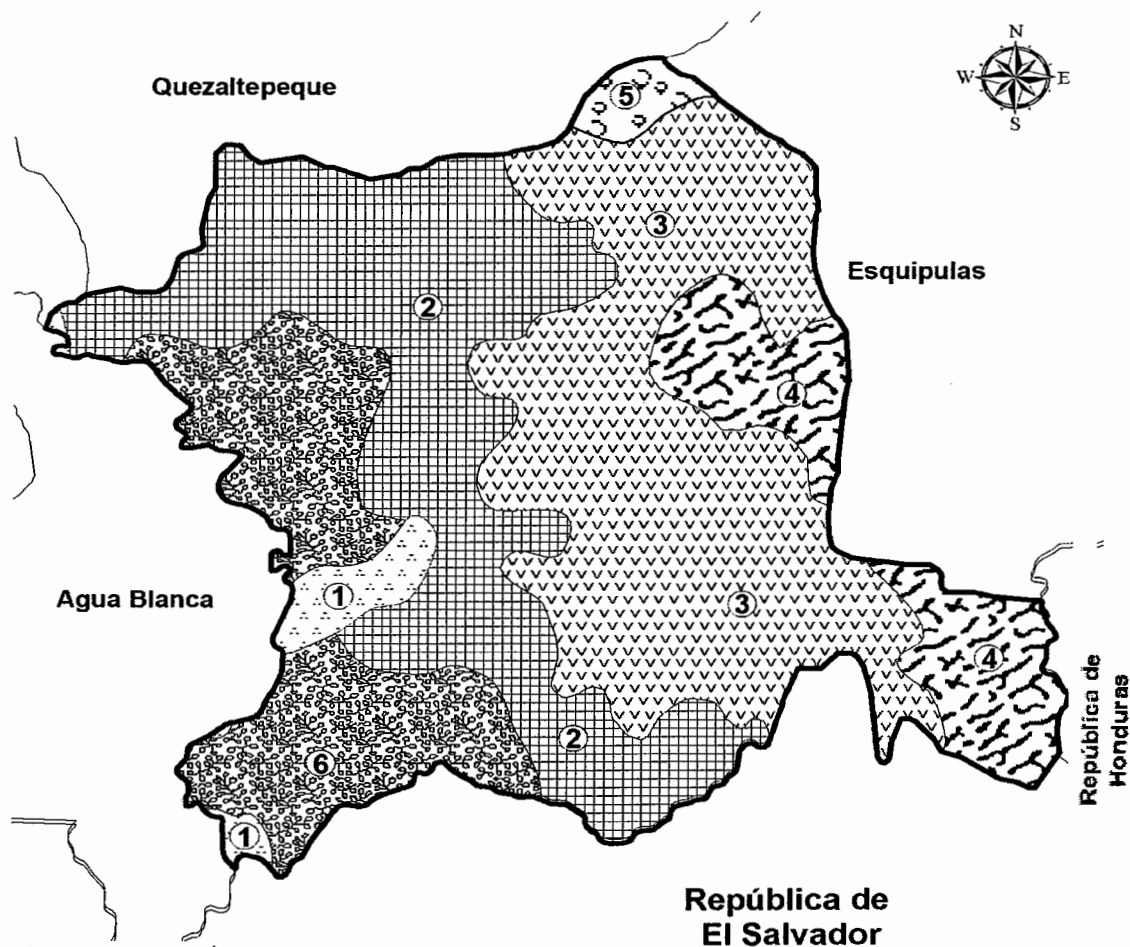 N
W E
S
Quezaltepeque
5
3
Esquipulas
2
4
1
Agua Blanca
3
4
República de
Honduras
2
6
1
República de
El Salvador